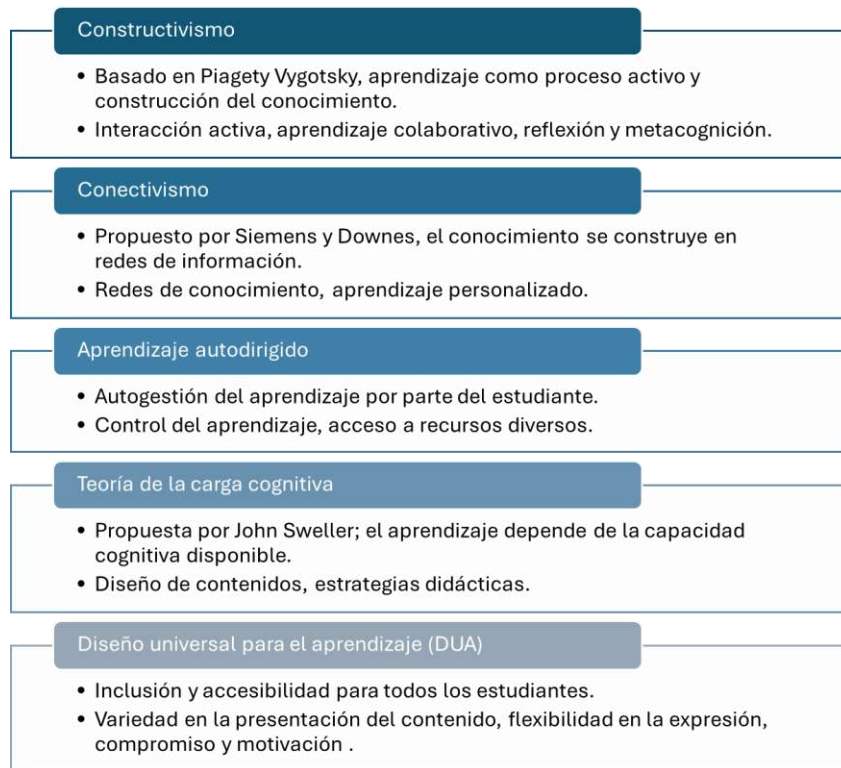 Constructivismo
• Basado en Piagety Vygotsky, aprendizaje como proceso activo y
construcción del conocimiento.
• Interacción activa, aprendizaje colaborativo, reflexión y metacognición.
Conectivismo
• Propuesto por Siemens y Downes, el conocimiento se construye en
redes de información.
• Redes de conocimiento, aprendizaje personalizado.
Aprendizaje autodirigido
• Autogestión del aprendizaje por parte del estudiante.
• Control del aprendizaje, acceso a recursos diversos.
Teoría de la carga cognitiva
• Propuesta por John Sweller; el aprendizaje depende de la capacidad
cognitiva disponible.
• Diseño de contenidos, estrategias didácticas.
Diseño universal para el aprendizaje (DUA)
• Inclusión y accesibilidad para todos los estudiantes.
• Variedad en la presentación del contenido, flexibilidad en la expresión,
compromiso y motivación .